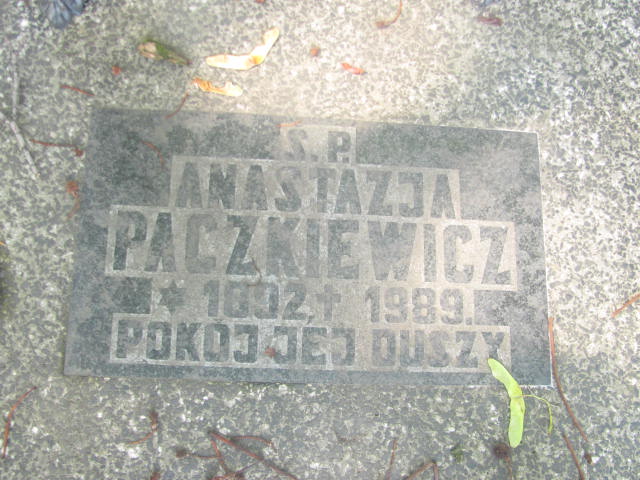 S.P.
ANASTAZJA
PACZKIEWICZ
* 1892, † 1989.
POKÓJ JEJ DUSZY